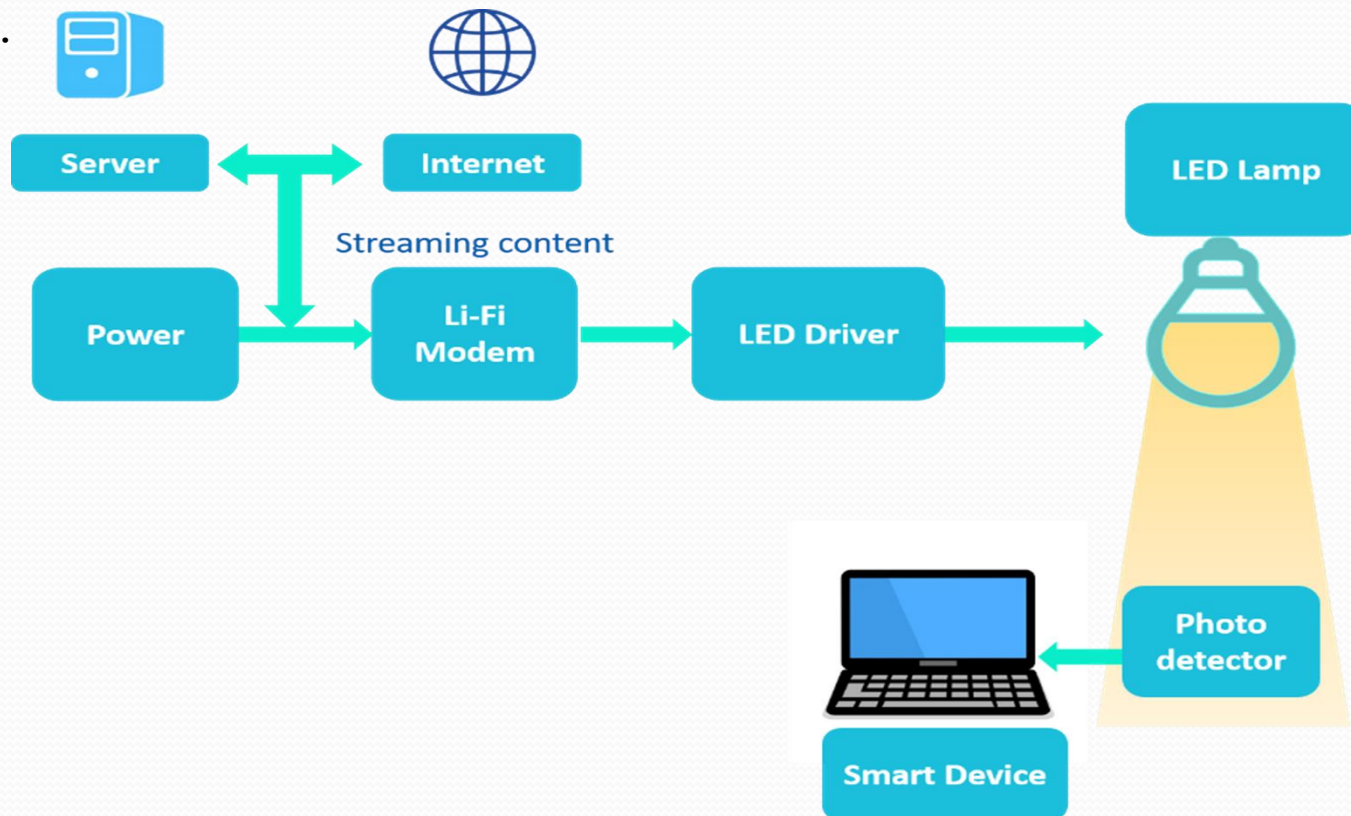 .
Server
Internet
LED Lamp
Streaming content
Power
Li-Fi
Modem
LED Driver
Photo
detector
Smart Device